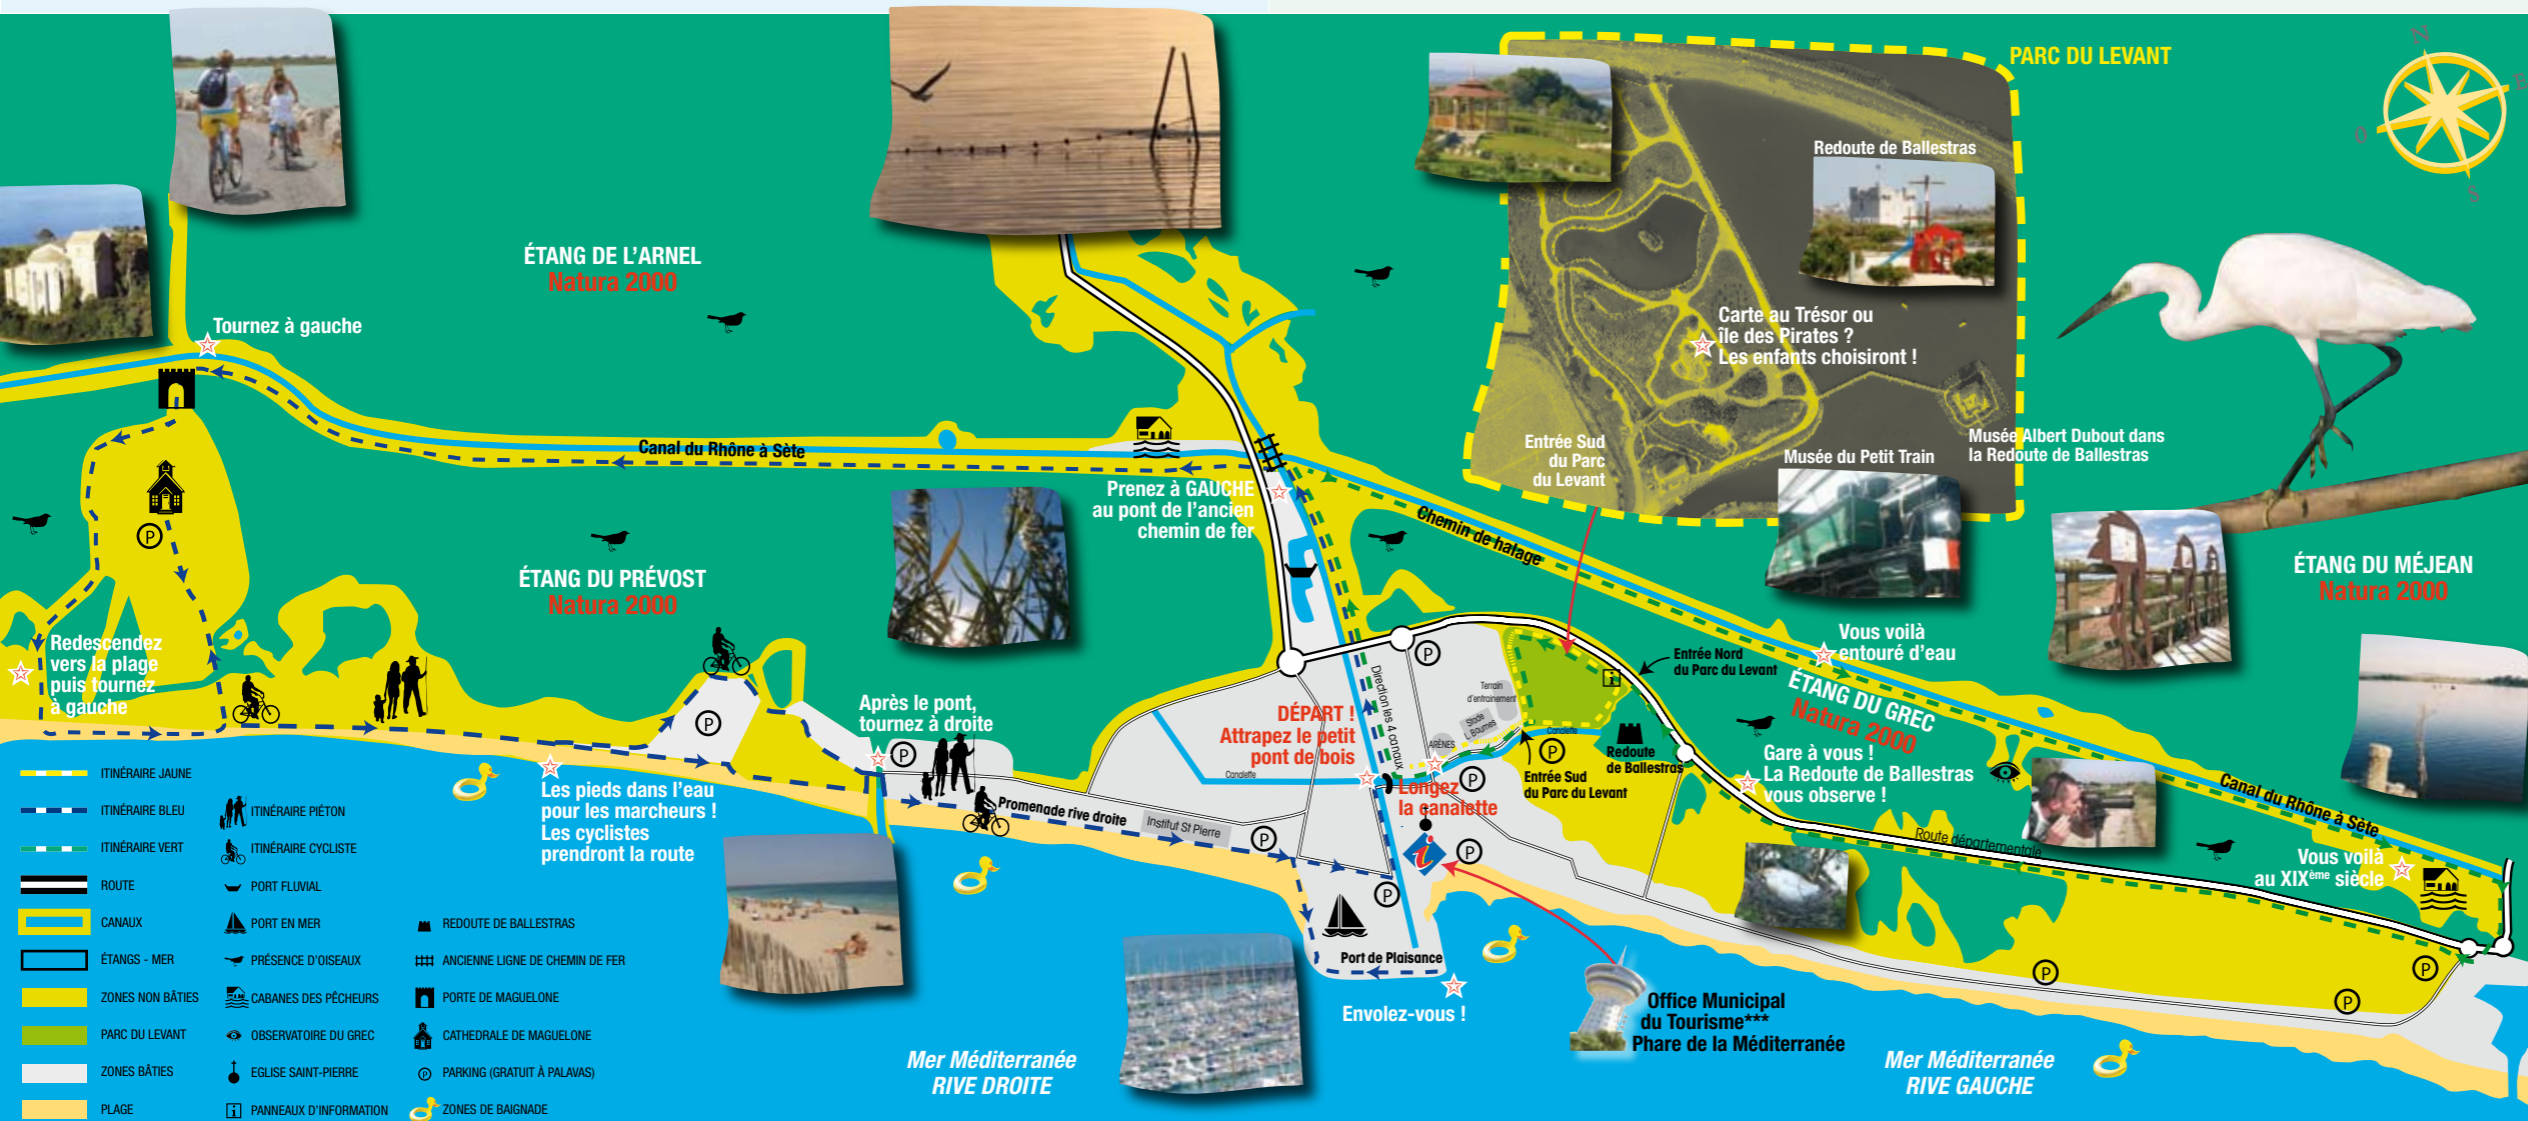 PARC DU LEVANT
N
E
O
S
Redoute de Ballestras
ÉTANG DE L'ARNEL
Natura 2000
Tournez à gauche
Carte au Trésor ou
île des Pirates ?
Les enfants choisiront !
Entrée Sud
du Parc
du Levant
Musée Albert Dubout dans
la Redoute de Ballestras
Musée du Petit Train
Canal du Rhône à Sète
Prenez à GAUCHE
au pont de l'ancien
chemin de fer
Chemin de halage
ÉTANG DU PRÉVOST
Natura 2000
ÉTANG DU MÉJEAN
Natura 2000
P
Redescendez
vers la plage
puis tournez
à gauche
Vous voilà
entouré d'eau
Entrée Nord
du Parc du Levant
P
i
ÉTANG DU GREC
Natura 2000
Direction les 4 canaux
Terrain
d'entrainement
Stade
L. Baumes
ARÈNES
Canalette
Après le pont,
tournez à droite
P
P
DÉPART !
Attrapez le petit
pont de bois
Canalette
Longez
la canalette
P
P
Entrée Sud
du Parc du Levant
Redoute
de Ballestras
Gare à vous !
La Redoute de Ballestras
vous observe !
Canal du Rhône à Sète
Route départementale
Vous voilà
au XIXème siècle
Les pieds dans l'eau
pour les marcheurs !
Les cyclistes
prendront la route
Promenade rive droite
Institut St Pierre
P
P
P
i
P
P
P
Port de Plaisance
Envolez-vous !
Office Municipal
du Tourisme***
Phare de la Méditerranée
Mer Méditerranée
RIVE DROITE
Mer Méditerranée
RIVE GAUCHE
ITINÉRAIRE JAUNE
ITINÉRAIRE BLEU
ITINÉRAIRE VERT
ROUTE
CANAUX
ÉTANGS - MER
ZONES NON BÂTIES
PARC DU LEVANT
ZONES BÂTIES
PLAGE
ITINÉRAIRE PIÉTON
ITINÉRAIRE CYCLISTE
PORT FLUVIAL
PORT EN MER
PRÉSENCE D'OISEAUX
CABANES DES PÊCHEURS
OBSERVATOIRE DU GREC
EGLISE SAINT-PIERRE
i PANNEAUX D'INFORMATION
REDOUTE DE BALLESTRAS
ANCIENNE LIGNE DE CHEMIN DE FER
PORTE DE MAGUELONE
CATHEDRALE DE MAGUELONE
P PARKING (GRATUIT À PALAVAS)
ZONES DE BAIGNADE